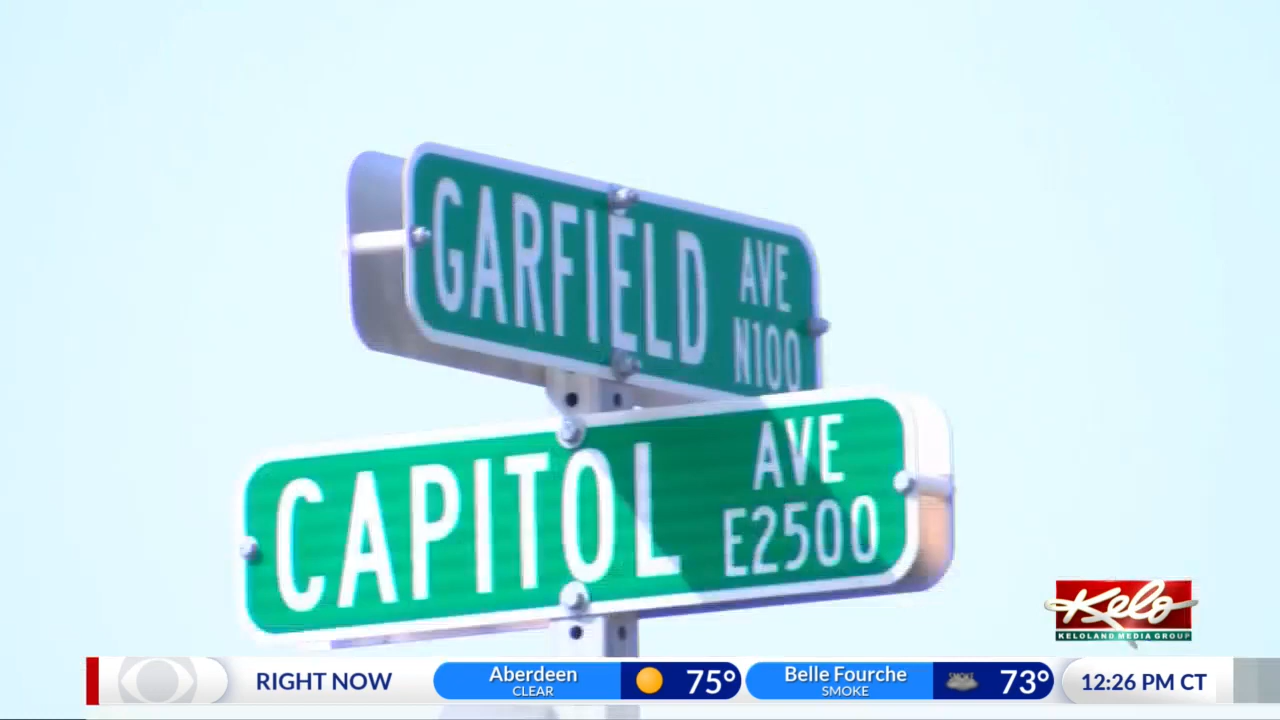 GARFIELD AVE
N100
CAPITOL AVE
E2500
Kelo
KELOLAND MEDIA GROUP
RIGHT NOW
Aberdeen
CLEAR
75°
Belle Fourche
SMOKE
SMOKE
73°
12:26 PM CT